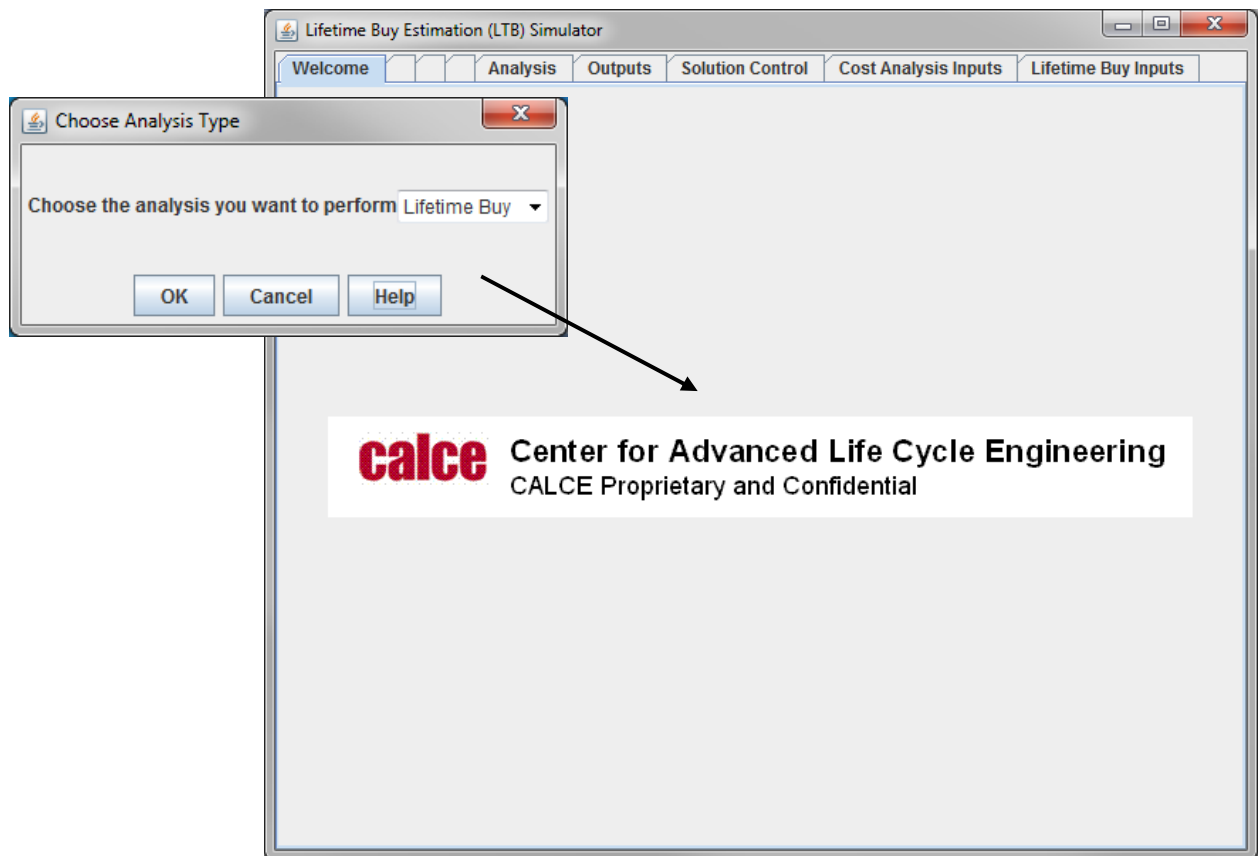 Lifetime Buy Estimation (LTB) Simulator
Welcome Analysis Outputs Solution Control Cost Analysis Inputs Lifetime Buy Inputs
Choose Analysis Type
Choose the analysis you want to perform Lifetime Buy
OK Cancel Help
calce Center for Advanced Life Cycle Engineering
CALCE Proprietary and Confidential